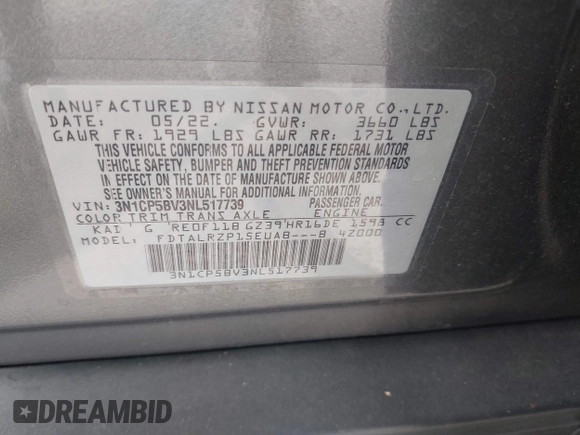 MANUFACTURED BY NISSAN MOTOR CO.,LTD.
DATE: 05/22. GVWR: 3660 LBS
GAWR FR: 1929 LBS GAWR RR: 1731 LBS
THIS VEHICLE CONFORMS TO ALL APPLICABLE FEDERAL MOTOR
VEHICLE SAFETY, BUMPER AND THEFT PREVENTION STANDARDS
IN EFFECT ON THE DATE OF MANUFACTURE SHOWN ABOVE.
SEE OWNER'S MANUAL FOR ADDITIONAL INFORMATION.
VIN: 3N1CP5BV3NL517739 PASSENGER CAR.
COLOR TRIM TRANS AXLE ENGINE
KAD G RE0F11B GZ39 HR16DE 1598 CC
MODEL: FDTALRZP15EUAB---B 4Z000
3N1CP5BV3NL517739
DREAMBID